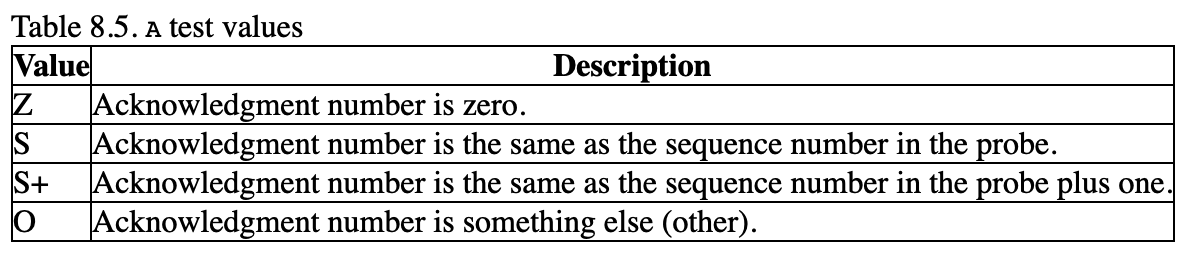 Table 8.5. A test values
Value Description
Z Acknowledgment number is zero.
S Acknowledgment number is the same as the sequence number in the probe.
S+ Acknowledgment number is the same as the sequence number in the probe plus one.
O Acknowledgment number is something else (other).